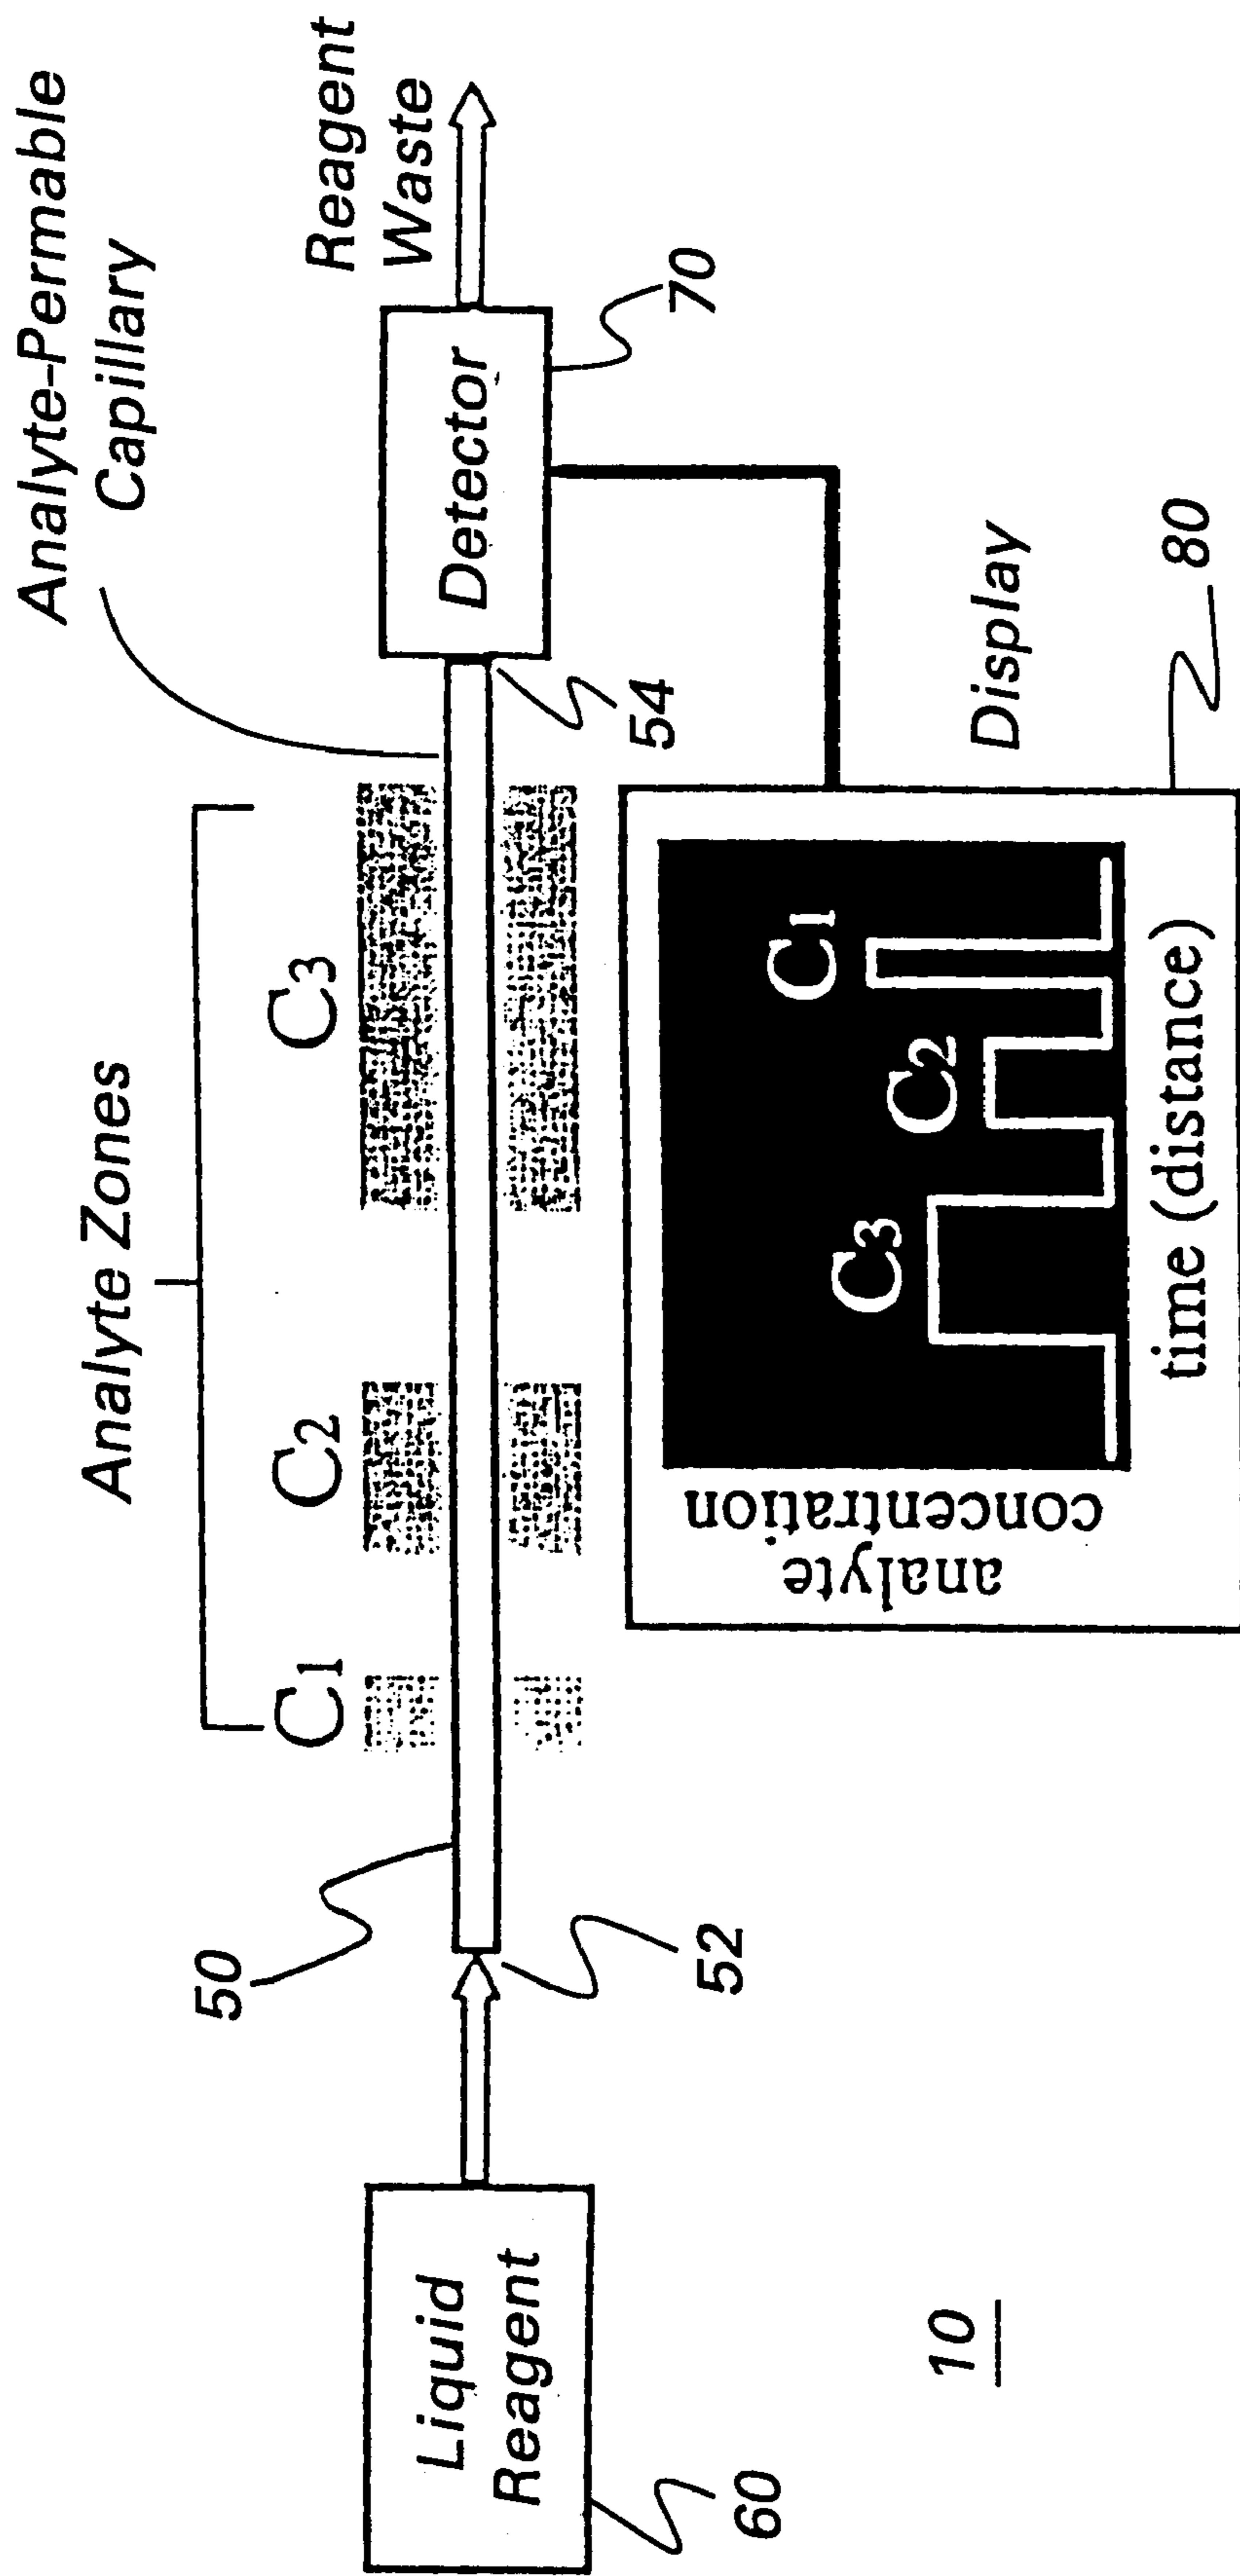 Analyte-Permable
Capillary
Analyte Zones
Reagent
Waste
C1
C2
C3
50
Liquid
Reagent
Detector
52
54
70
60
analyte
concentration
C3
C2
C1
time (distance)
Display
80
10